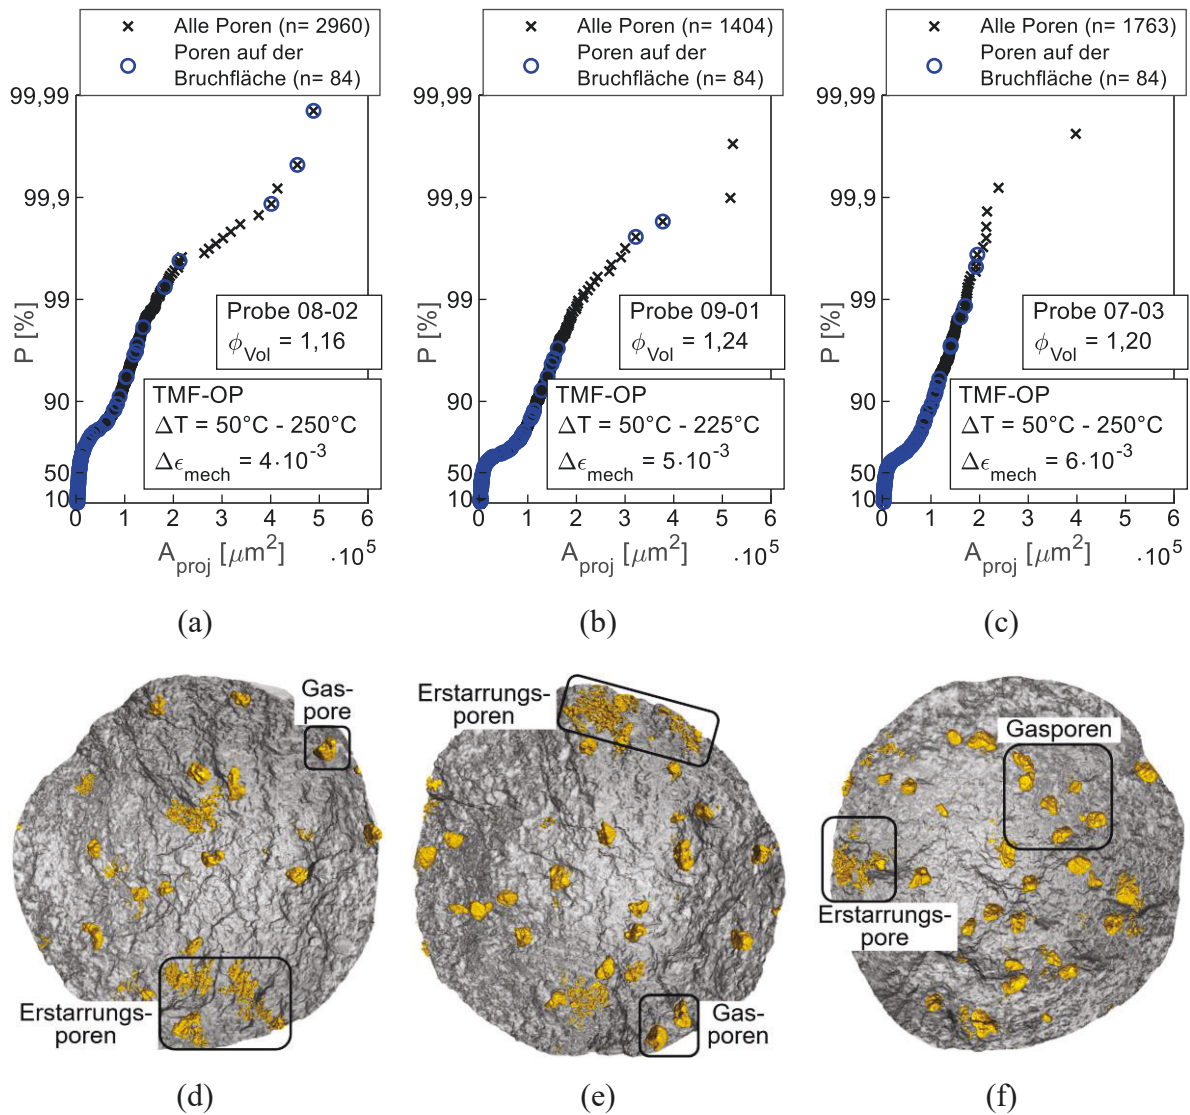 Alle Poren (n= 2960)
Poren auf der
Bruchfläche (n= 84)
99,99
99,9
99
90
50
10
P [%]
Probe 08-02
ϕVol = 1,16
TMF-OP
ΔT = 50°C - 250°C
Δϵmech = 4·10-3
0 1 2 3 4 5 6
Aproj [μm2] ·105
(a)
Alle Poren (n= 1404)
Poren auf der
Bruchfläche (n= 84)
99,99
99,9
99
90
50
10
P [%]
Probe 09-01
ϕVol = 1,24
TMF-OP
ΔT = 50°C - 225°C
Δϵmech = 5·10-3
0 1 2 3 4 5 6
Aproj [μm2] ·105
(b)
Alle Poren (n= 1763)
Poren auf der
Bruchfläche (n= 84)
99,99
99,9
99
90
50
10
P [%]
Probe 07-03
ϕVol = 1,20
TMF-OP
ΔT = 50°C - 250°C
Δϵmech = 6·10-3
0 1 2 3 4 5 6
Aproj [μm2] ·105
(c)
Gas-
pore
Erstarrungs-
poren
(d)
Erstarrungs-
poren
Gas-
poren
(e)
Gasporen
Erstarrungs-
pore
(f)